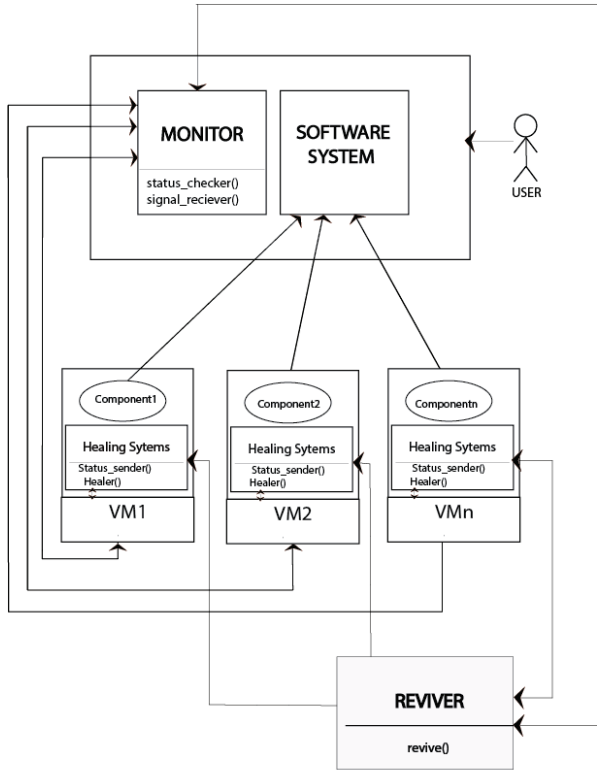 MONITOR
status_checker()
signal_reciever()
SOFTWARE
SYSTEM
USER
Component1
Healing Sytems
Status_sender()
Healer()
VM1
Component2
Healing Sytems
Status_sender()
Healer()
VM2
Componentn
Healing Sytems
Status_sender()
Healer()
VMn
REVIVER
revive()